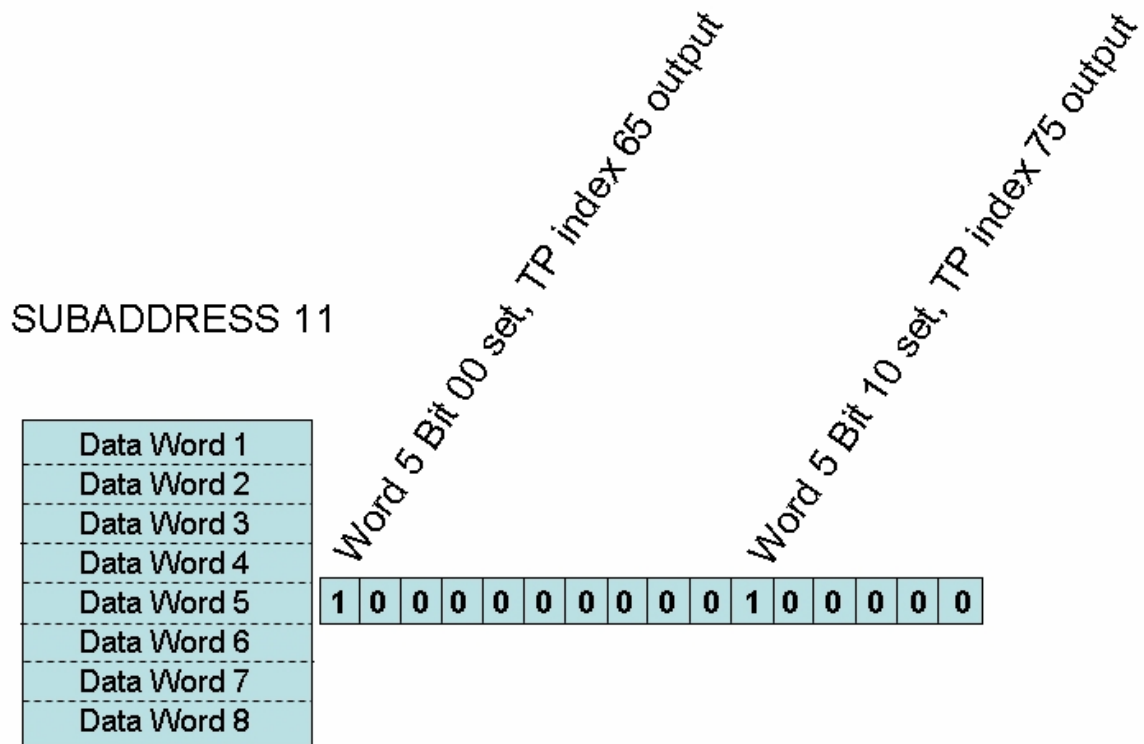 Word 5 Bit 00 set, TP index 65 output
Word 5 Bit 10 set, TP index 75 output
SUBADDRESS 11
Data Word 1
Data Word 2
Data Word 3
Data Word 4
Data Word 5 1 0 0 0 0 0 0 0 0 0 1 0 0 0 0 0
Data Word 6
Data Word 7
Data Word 8